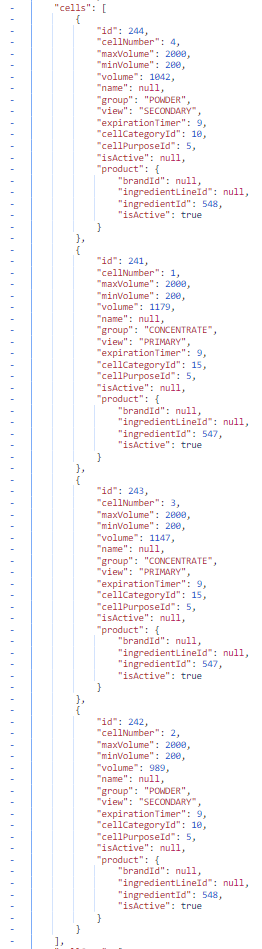 - "cells": [
- {
- "id": 244,
- "cellNumber": 4,
- "maxVolume": 2000,
- "minVolume": 200,
- "volume": 1042,
- "name": null,
- "group": "POWDER",
- "view": "SECONDARY",
- "expirationTimer": 9,
- "cellCategoryId": 10,
- "cellPurposeId": 5,
- "isActive": null,
- "product": {
- "brandId": null,
- "ingredientLineId": null,
- "ingredientId": 548,
- "isActive": true
- }
- },
- {
- "id": 241,
- "cellNumber": 1,
- "maxVolume": 2000,
- "minVolume": 200,
- "volume": 1179,
- "name": null,
- "group": "CONCENTRATE",
- "view": "PRIMARY",
- "expirationTimer": 9,
- "cellCategoryId": 15,
- "cellPurposeId": 5,
- "isActive": null,
- "product": {
- "brandId": null,
- "ingredientLineId": null,
- "ingredientId": 547,
- "isActive": true
- }
- },
- {
- "id": 243,
- "cellNumber": 3,
- "maxVolume": 2000,
- "minVolume": 200,
- "volume": 1147,
- "name": null,
- "group": "CONCENTRATE",
- "view": "PRIMARY",
- "expirationTimer": 9,
- "cellCategoryId": 15,
- "cellPurposeId": 5,
- "isActive": null,
- "product": {
- "brandId": null,
- "ingredientLineId": null,
- "ingredientId": 547,
- "isActive": true
- }
- },
- {
- "id": 242,
- "cellNumber": 2,
- "maxVolume": 2000,
- "minVolume": 200,
- "volume": 989,
- "name": null,
- "group": "POWDER",
- "view": "SECONDARY",
- "expirationTimer": 9,
- "cellCategoryId": 10,
- "cellPurposeId": 5,
- "isActive": null,
- "product": {
- "brandId": null,
- "ingredientLineId": null,
- "ingredientId": 548,
- "isActive": true
- }
- }
- ],